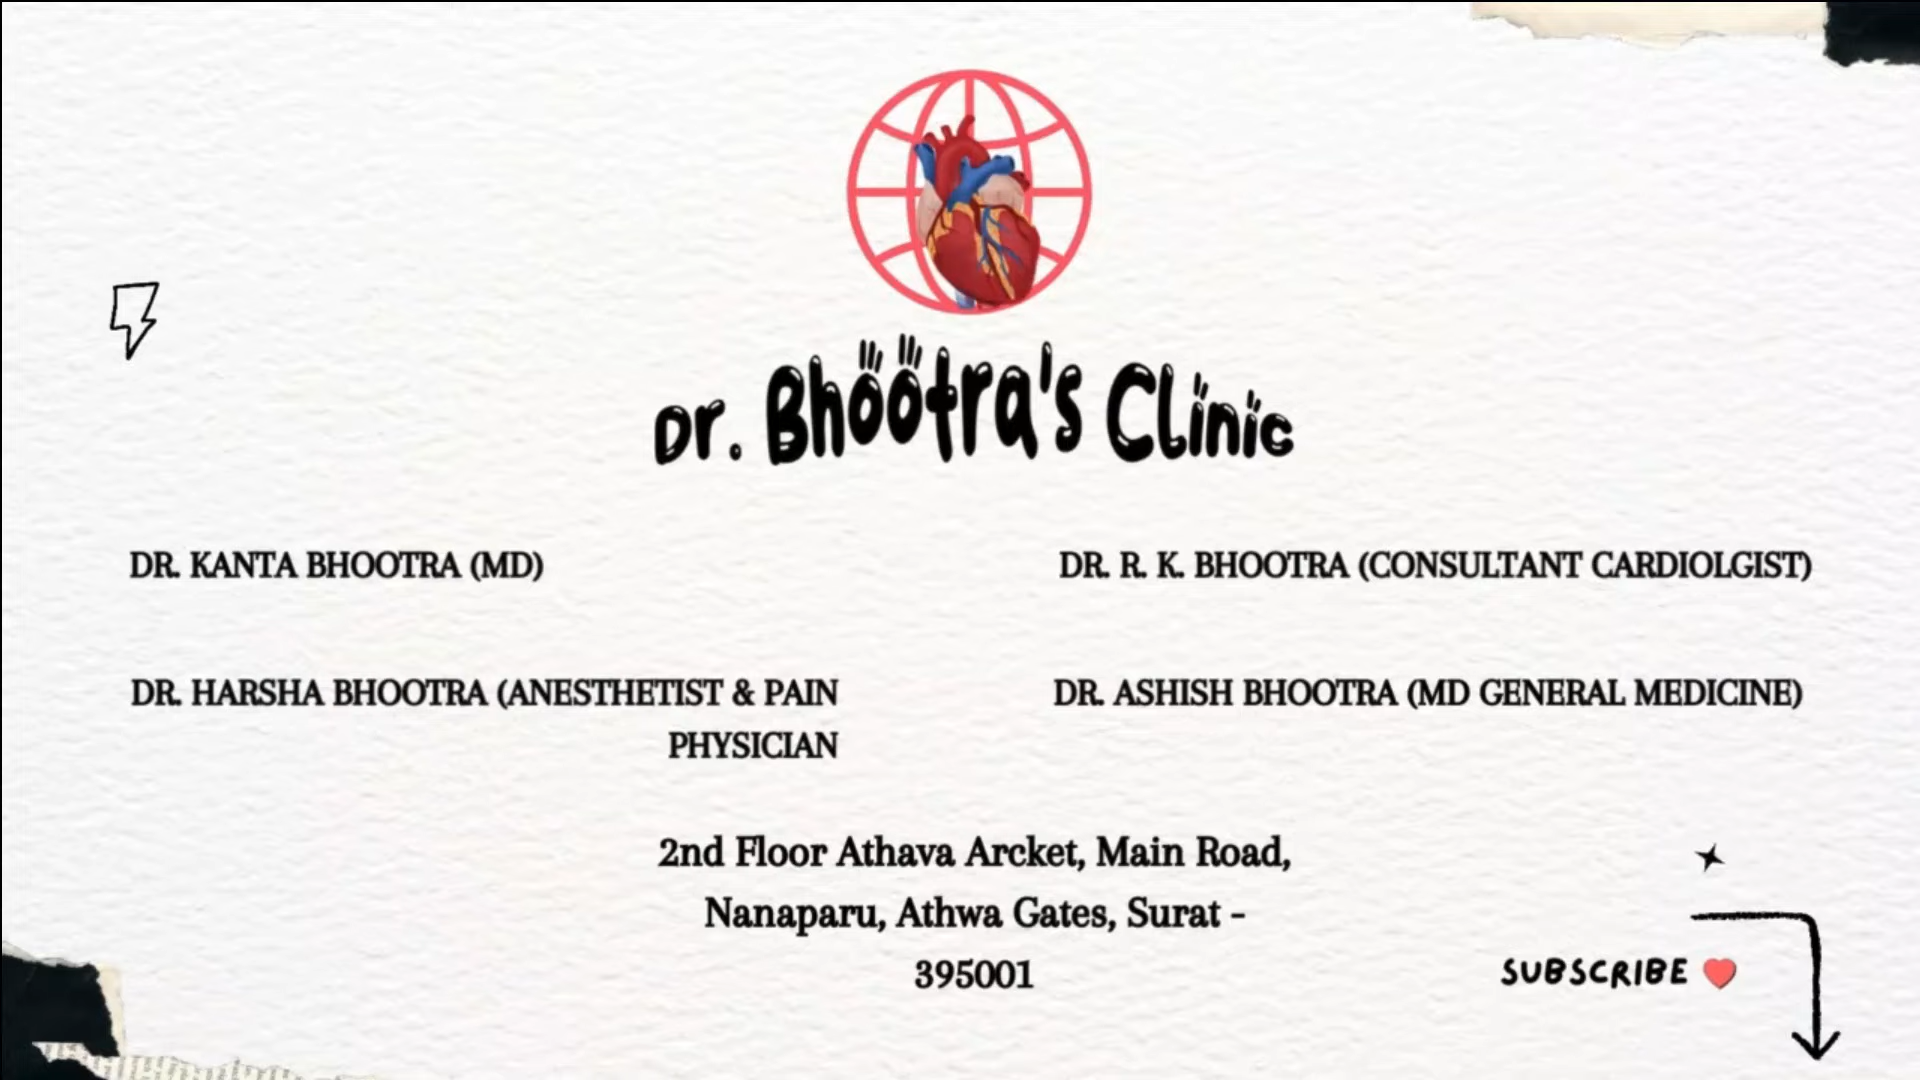 Dr. Bhootra's Clinic
DR. KANTA BHOOTRA (MD)
DR. R. K. BHOOTRA (CONSULTANT CARDIOLGIST)
DR. HARSHA BHOOTRA (ANESTHETIST & PAIN
PHYSICIAN
DR. ASHISH BHOOTRA (MD GENERAL MEDICINE)
2nd Floor Athava Arcket, Main Road,
Nanaparu, Athwa Gates, Surat -
395001
SUBSCRIBE